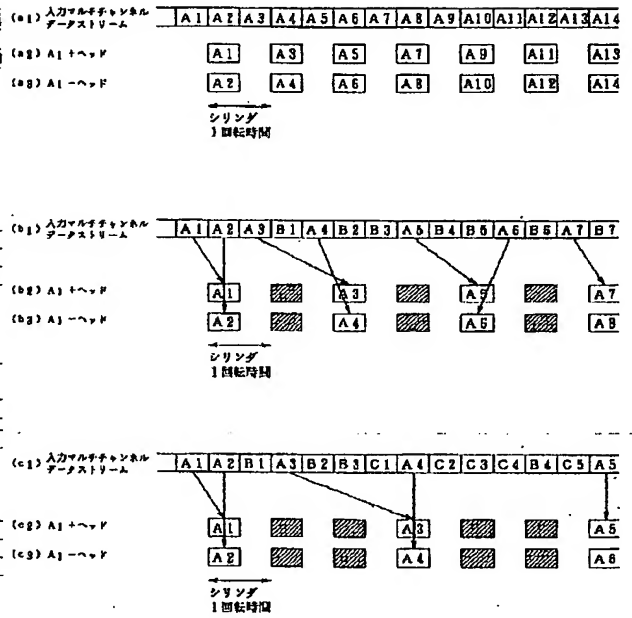 (a1) 入力マルチチャンネル
データストリーム
A1 A2 A3 A4 A5 A6 A7 A8 A9 A10 A11 A12 A13 A14
(a2) A1+ヘッド A1 A3 A5 A7 A9 A11 A13
(a3) A1-ヘッド A2 A4 A6 A8 A10 A12 A14
シリンダ
1回転時間
(b1) 入力マルチチャンネル
データストリーム
A1 A2 A3 B1 A4 B2 B3 A5 B4 B5 A6 B6 A7 B7
(b2) A1+ヘッド A1 A3 A5 A7
(b3) A1-ヘッド A2 A4 A6 A8
シリンダ
1回転時間
(c1) 入力マルチチャンネル
データストリーム
A1 A2 B1 A3 B2 B3 C1 A4 C2 C3 C4 B4 C5 A5
(c2) A1+ヘッド A1 A3 A5
(c3) A1-ヘッド A2 A4 A6
シリンダ
1回転時間